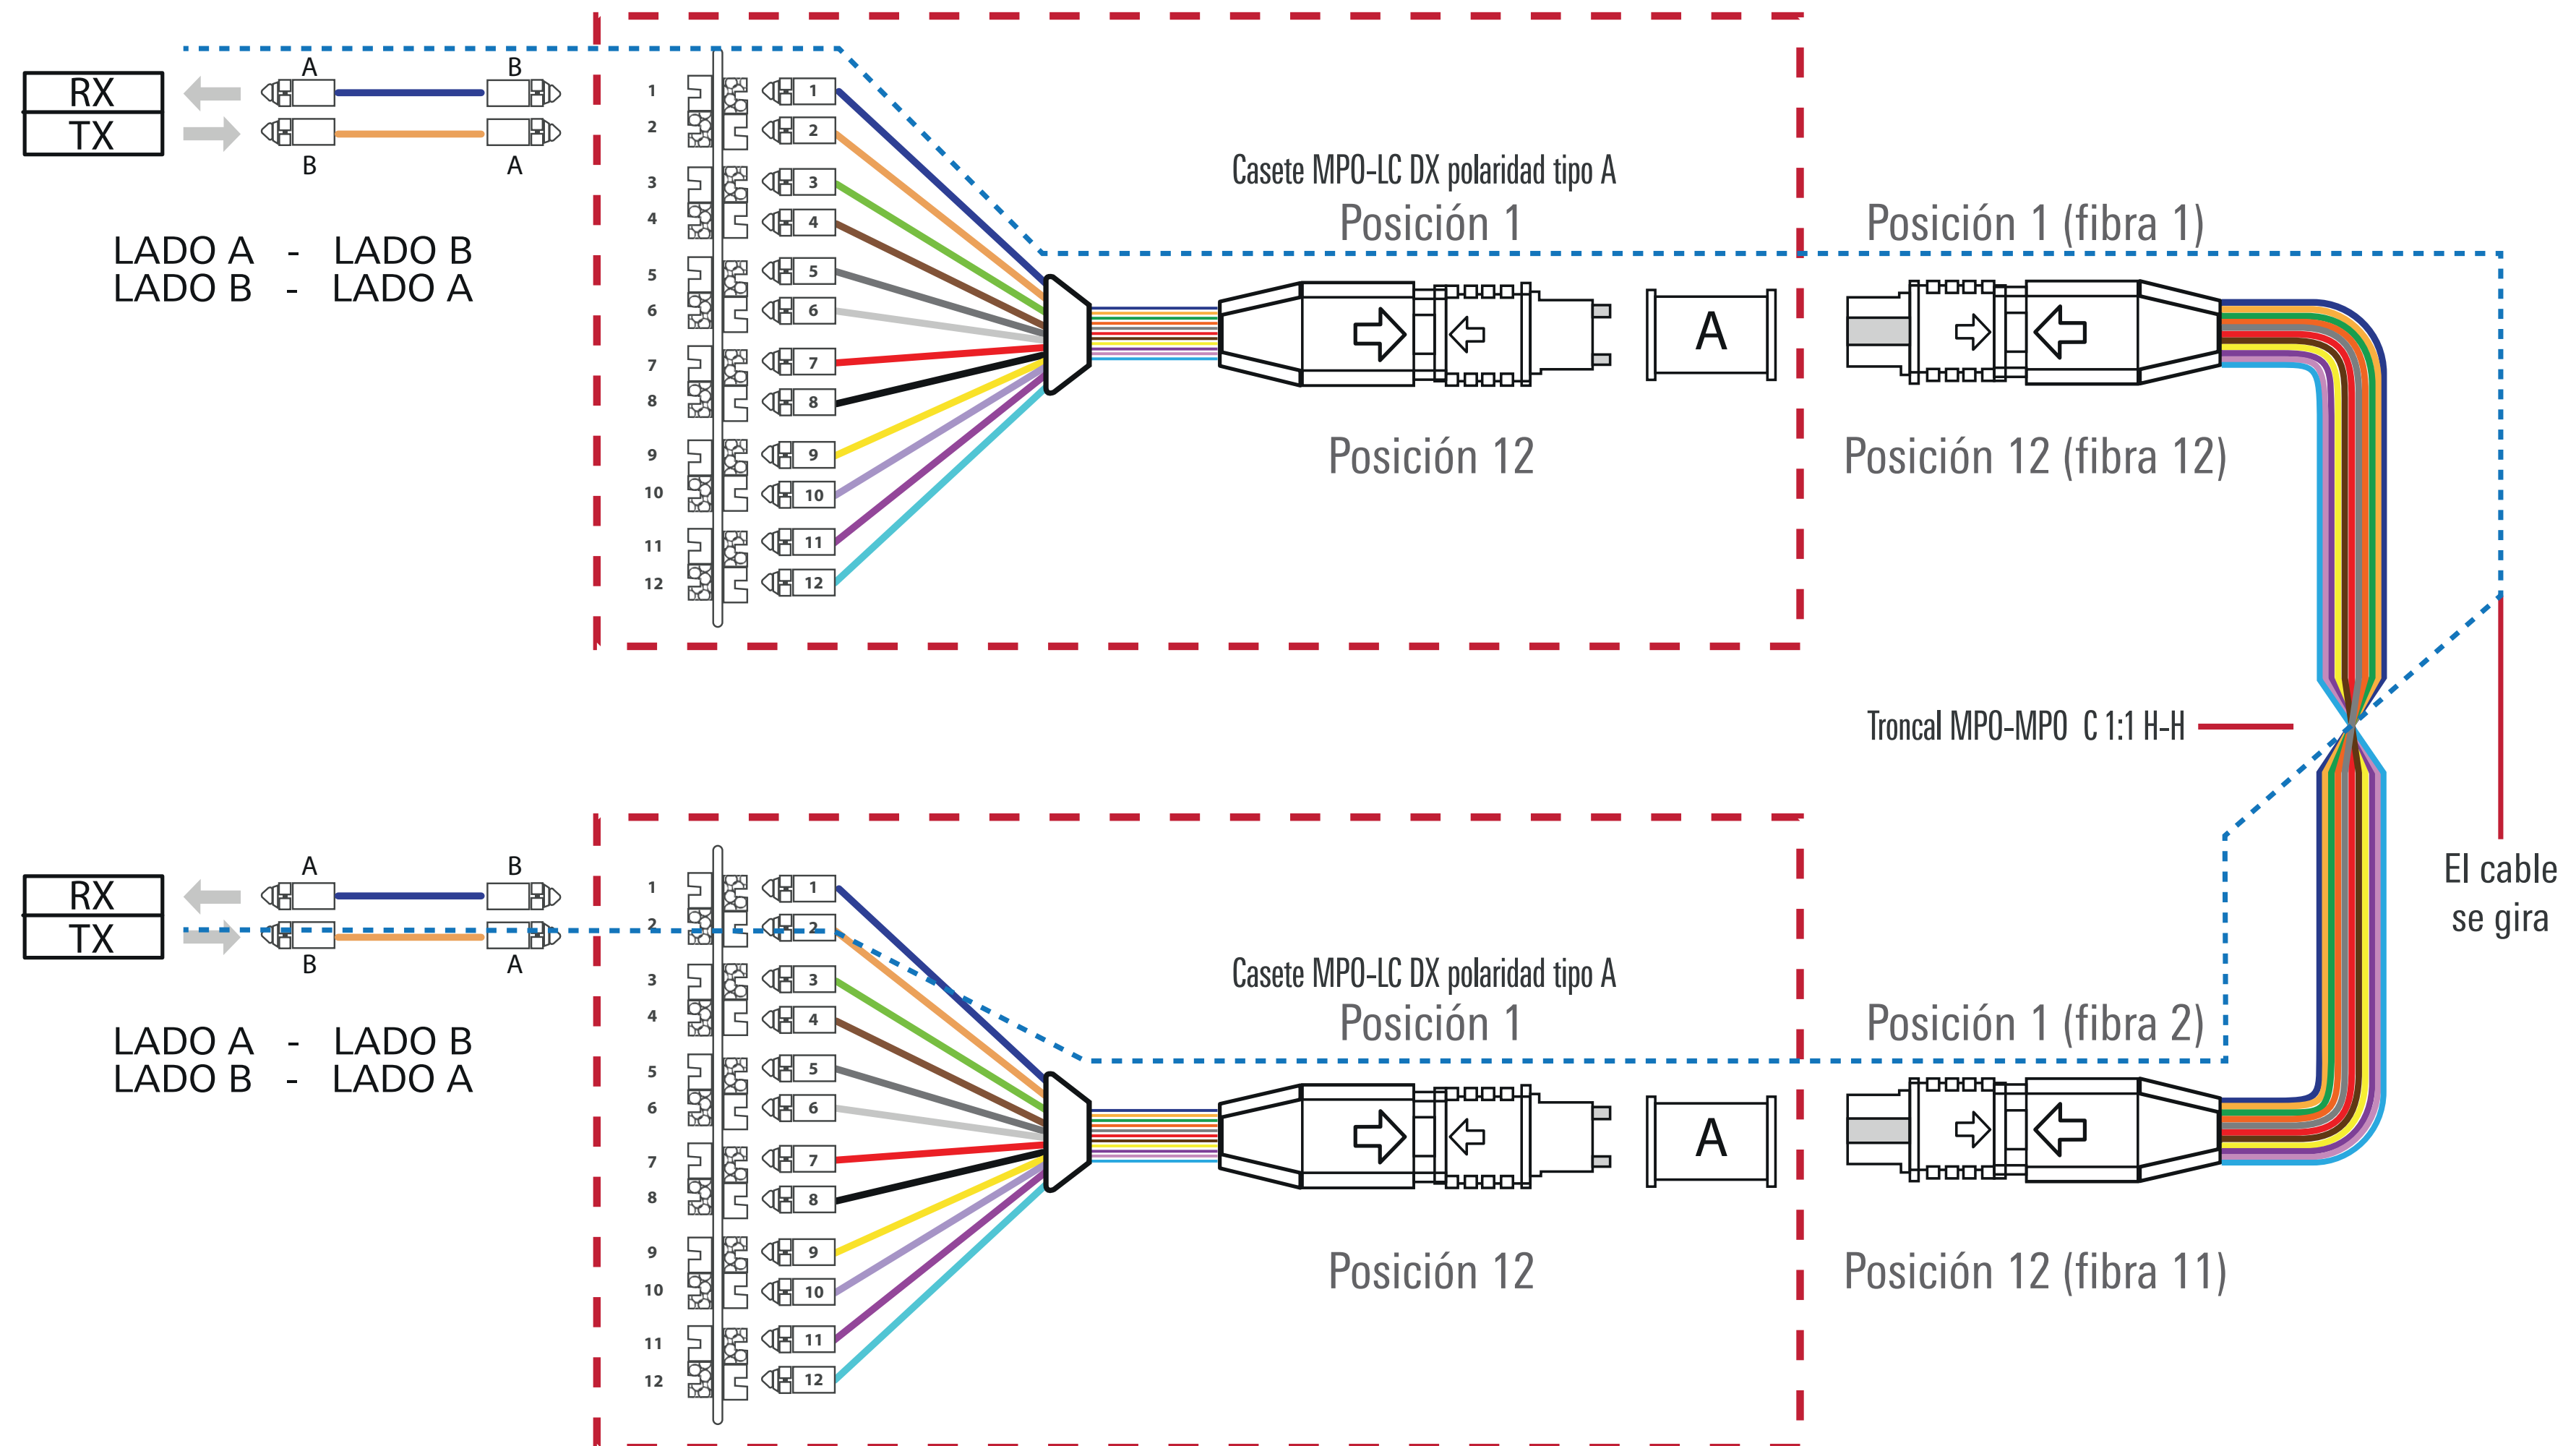 RX
TX
A
B
B
A
LADO A - LADO B
LADO B - LADO A
1
2
3
4
5
6
7
8
9
10
11
12
1
2
3
4
5
6
7
8
9
10
11
12
Casete MPO-LC DX polaridad tipo A
Posición 1
Posición 12
A
Posición 1 (fibra 1)
Posición 12 (fibra 12)
Troncal MPO-MPO C 1:1 H-H
El cable
se gira
RX
TX
A
B
B
A
LADO A - LADO B
LADO B - LADO A
1
2
3
4
5
6
7
8
9
10
11
12
1
2
3
4
5
6
7
8
9
10
11
12
Casete MPO-LC DX polaridad tipo A
Posición 1
Posición 12
A
Posición 1 (fibra 2)
Posición 12 (fibra 11)